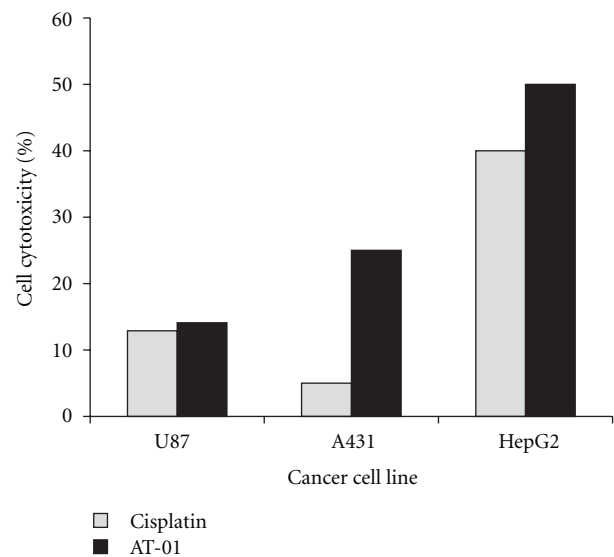 60
50
40
30
20
10
0
Cell cytotoxicity (%)
U87 A431 HepG2
Cancer cell line
Cisplatin
AT-01